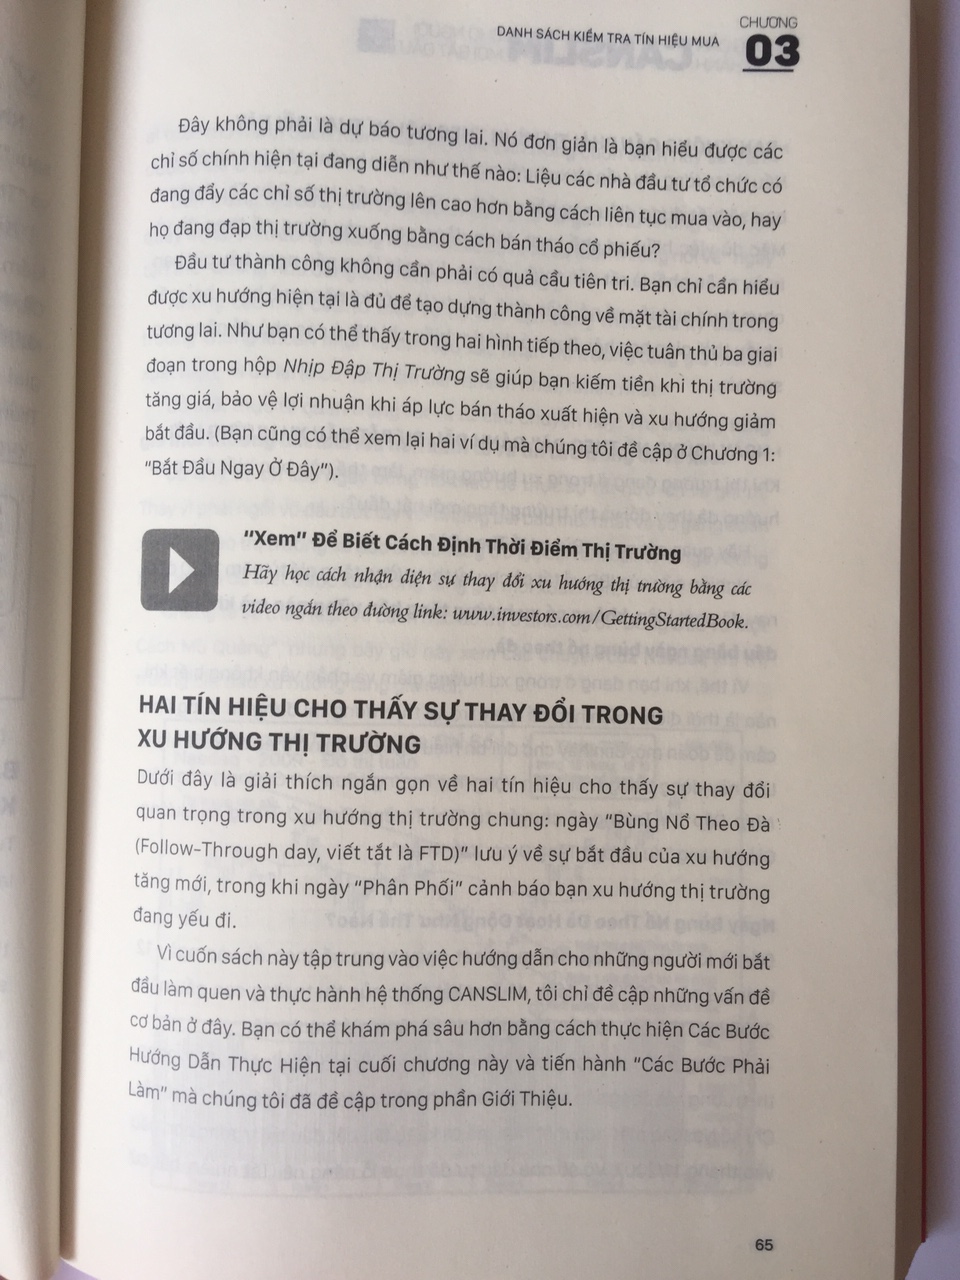 DANH SÁCH KIỂM TRA TÍN HIỆU MUA
CHƯƠNG
03
Đây không phải là dự báo tương lai. Nó đơn giản là bạn hiểu được các
chỉ số chính hiện tại đang diễn như thế nào: Liệu các nhà đầu tư tổ chức có
đang đẩy các chỉ số thị trường lên cao hơn bằng cách liên tục mua vào, hay
họ đang đạp thị trường xuống bằng cách bán tháo cổ phiếu?
Đầu tư thành công không cần phải có quả cầu tiên tri. Bạn chỉ cần hiểu
được xu hướng hiện tại là đủ để tạo dựng thành công về mặt tài chính trong
tương lai. Như bạn có thể thấy trong hai hình tiếp theo, việc tuân thủ ba giai
đoạn trong hộp Nhịp Đập Thị Trường sẽ giúp bạn kiếm tiền khi thị trường
tăng giá, bảo vệ lợi nhuận khi áp lực bán tháo xuất hiện và xu hướng giảm
bắt đầu. (Bạn cũng có thể xem lại hai ví dụ mà chúng tôi đề cập ở Chương 1:
“Bắt Đầu Ngay Ở Đây”).
“Xem” Để Biết Cách Định Thời Điểm Thị Trường
Hãy học cách nhận diện sự thay đổi xu hướng thị trường bằng các
video ngắn theo đường link: www.investors.com/GettingStartedBook.
HAI TÍN HIỆU CHO THẤY SỰ THAY ĐỔI TRONG
XU HƯỚNG THỊ TRƯỜNG
Dưới đây là giải thích ngắn gọn về hai tín hiệu cho thấy sự thay đổi
quan trọng trong xu hướng thị trường chung: ngày “Bùng Nổ Theo Đà
(Follow-Through day, viết tắt là FTD)” lưu ý về sự bắt đầu của xu hướng
tăng mới, trong khi ngày “Phân Phối” cảnh báo bạn xu hướng thị trường
đang yếu đi.
Vì cuốn sách này tập trung vào việc hướng dẫn cho những người mới bắt
đầu làm quen và thực hành hệ thống CANSLIM, tôi chỉ đề cập những vấn đề
cơ bản ở đây. Bạn có thể khám phá sâu hơn bằng cách thực hiện Các Bước
Hướng Dẫn Thực Hiện tại cuối chương này và tiến hành “Các Bước Phải
Làm” mà chúng tôi đã đề cập trong phần Giới Thiệu.
65